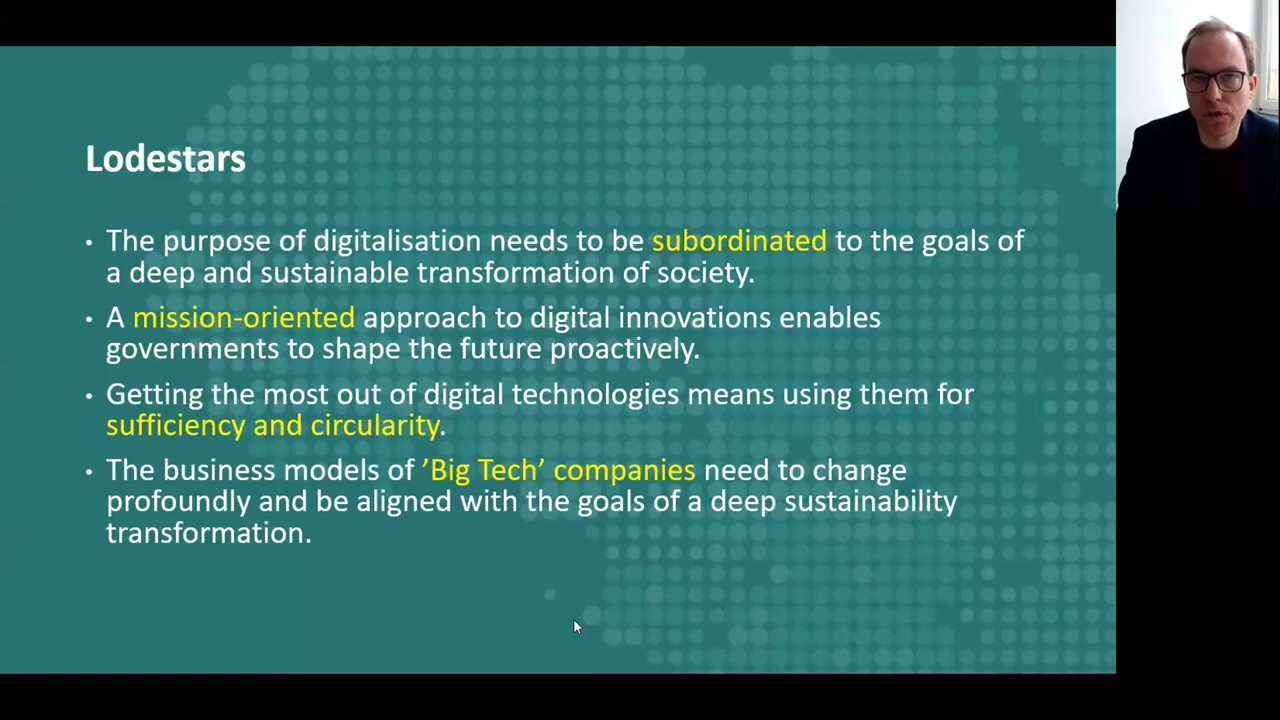 Lodestars
• The purpose of digitalisation needs to be subordinated to the goals of
a deep and sustainable transformation of society.
• A mission-oriented approach to digital innovations enables
governments to shape the future proactively.
• Getting the most out of digital technologies means using them for
sufficiency and circularity.
• The business models of ’Big Tech’ companies need to change
profoundly and be aligned with the goals of a deep sustainability
transformation.